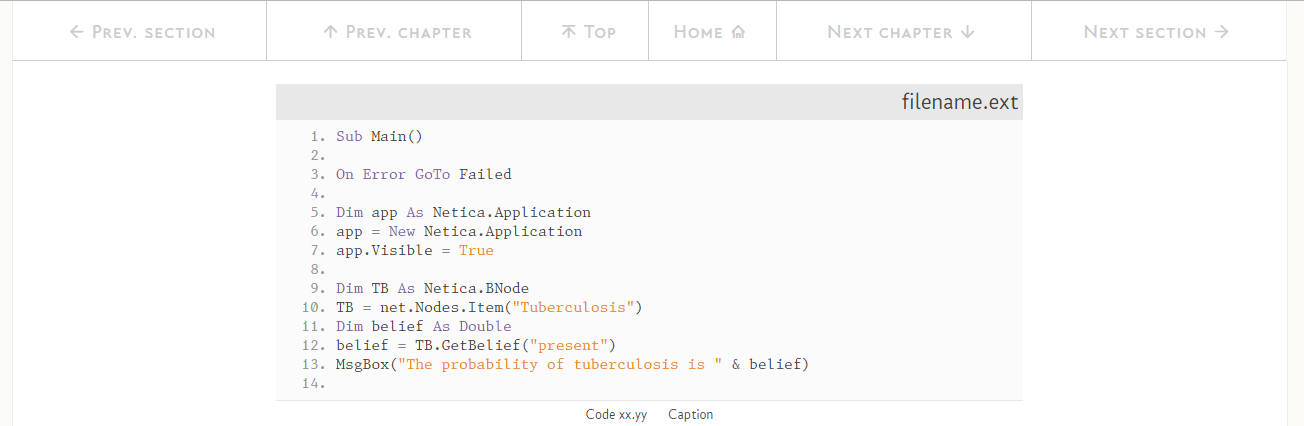 ← Prev. section ↑ Prev. chapter Top Home Next chapter ↓ Next section →
filename.ext
1. Sub Main()
2.
3. On Error GoTo Failed
4.
5. Dim app As Netica.Application
6. app = New Netica.Application
7. app.Visible = True
8.
9. Dim TB As Netica.BNode
10. TB = net.Nodes.Item("Tuberculosis")
11. Dim belief As Double
12. belief = TB.GetBelief("present")
13. MsgBox("The probability of tuberculosis is " & belief)
14.
Code xx.yy Caption